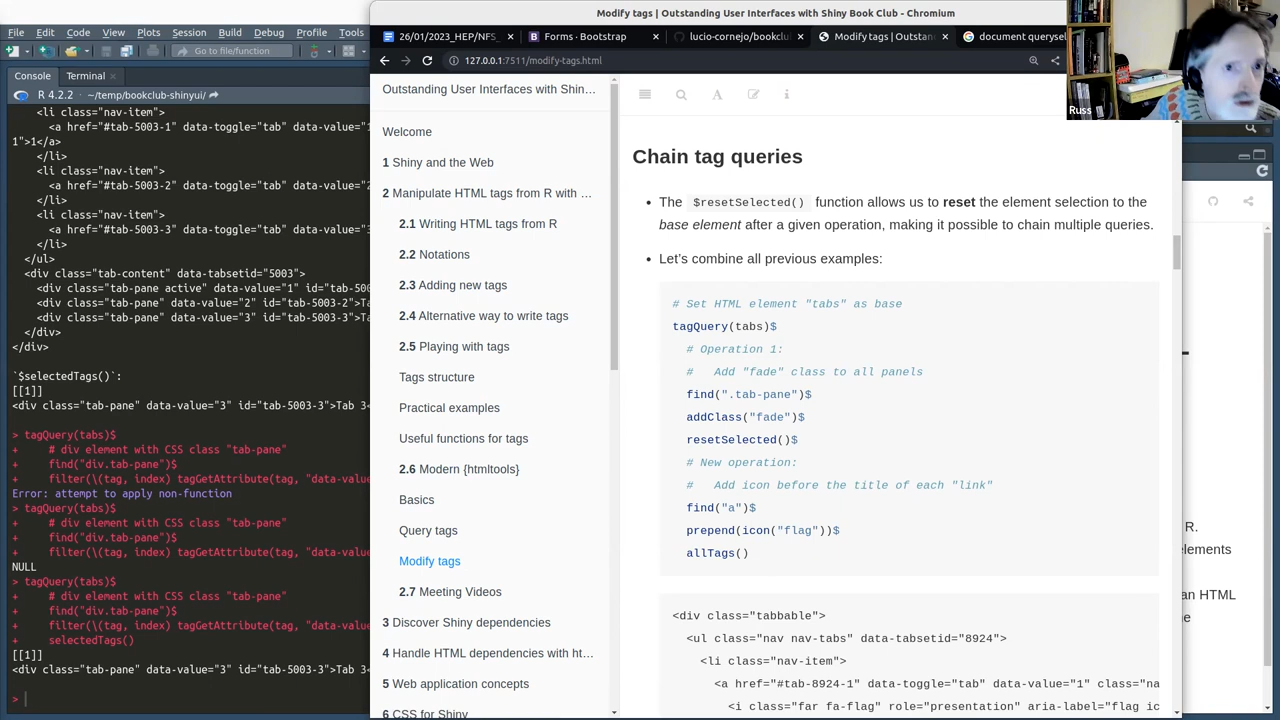 Modify tags | Outstanding User Interfaces with Shiny Book Club - Chromium
File Edit Code View Plots Session Build Debug Profile Tools
Go to file/function
Console Terminal
R 4.2.2 · ~/temp/bookclub-shinyui/
<li class="nav-item">
<a href="#tab-5003-1" data-toggle="tab" data-value="1
1">1</a>
</li>
<li class="nav-item">
<a href="#tab-5003-2" data-toggle="tab" data-value="2
</li>
<li class="nav-item">
<a href="#tab-5003-3" data-toggle="tab" data-value="3
</li>
</ul>
<div class="tab-content" data-tabsetid="5003">
<div class="tab-pane active" data-value="1" id="tab-5003-
<div class="tab-pane" data-value="2" id="tab-5003-2">Ta
<div class="tab-pane" data-value="3" id="tab-5003-3">Ta
</div>
</div>
`$selectedTags()`:
[[1]]
<div class="tab-pane" data-value="3" id="tab-5003-3">Tab 3<
> tagQuery(tabs)$
+ # div element with CSS class "tab-pane"
+ find("div.tab-pane")$
+ filter(\(tag, index) tagGetAttribute(tag, "data-value
Error: attempt to apply non-function
> tagQuery(tabs)$
+ # div element with CSS class "tab-pane"
+ find("div.tab-pane")$
+ filter(\(tag, index) tagGetAttribute(tag, "data-value
NULL
> tagQuery(tabs)$
+ # div element with CSS class "tab-pane"
+ find("div.tab-pane")$
+ filter(\(tag, index) tagGetAttribute(tag, "data-value
+ selectedTags()
[[1]]
<div class="tab-pane" data-value="3" id="tab-5003-3">Tab 3<
>
26/01/2023_HEP/NFS_ Forms · Bootstrap lucio-cornejo/bookclu Modify tags | Outstan document querysel
127.0.0.1:7511/modify-tags.html
Russ
Outstanding User Interfaces with Shin…
Welcome
1 Shiny and the Web
2 Manipulate HTML tags from R with …
2.1 Writing HTML tags from R
2.2 Notations
2.3 Adding new tags
2.4 Alternative way to write tags
2.5 Playing with tags
Tags structure
Practical examples
Useful functions for tags
2.6 Modern {htmltools}
Basics
Query tags
Modify tags
2.7 Meeting Videos
3 Discover Shiny dependencies
4 Handle HTML dependencies with ht…
5 Web application concepts
6 CSS for Shiny
Chain tag queries
• The $resetSelected() function allows us to reset the element selection to the
base element after a given operation, making it possible to chain multiple queries.
• Let's combine all previous examples:
# Set HTML element "tabs" as base
tagQuery(tabs)$
# Operation 1:
# Add "fade" class to all panels
find(".tab-pane")$
addClass("fade")$
resetSelected()$
# New operation:
# Add icon before the title of each "link"
find("a")$
prepend(icon("flag"))$
allTags()
<div class="tabbable">
<ul class="nav nav-tabs" data-tabsetid="8924">
<li class="nav-item">
<a href="#tab-8924-1" data-toggle="tab" data-value="1" class="na
<i class="far fa-flag" role="presentation" aria-label="flag ic
R.
elements
an HTML
e